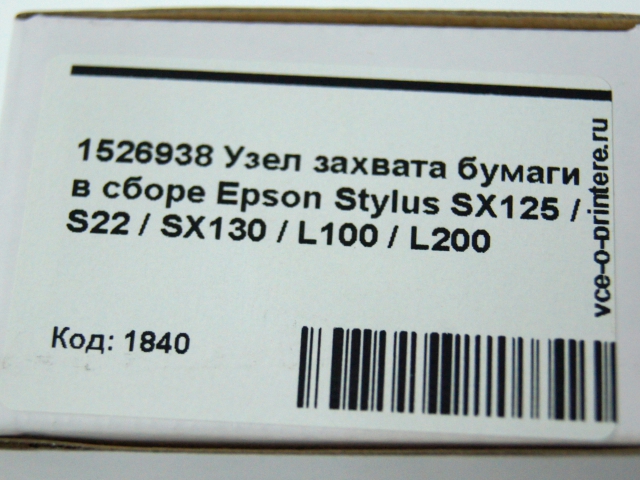 1526938 Узел захвата бумаги
в сборе Epson Stylus SX125 /
S22 / SX130 / L100 / L200
Код: 1840
vce-o-printere.ru